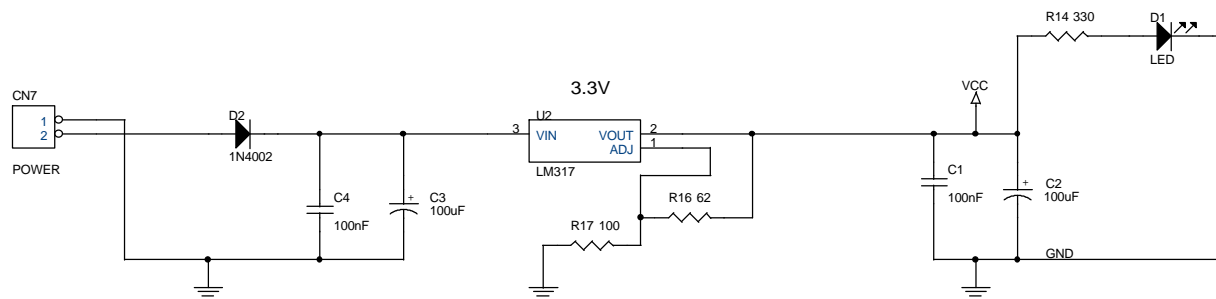 R14 330
D1
LED
3.3V
VCC
CN7
1
2
POWER
D2
1N4002
U2
3
VIN
VOUT
2
ADJ
1
LM317
C4
100nF
+
C3
100uF
R16 62
R17 100
C1
100nF
+
C2
100uF
GND